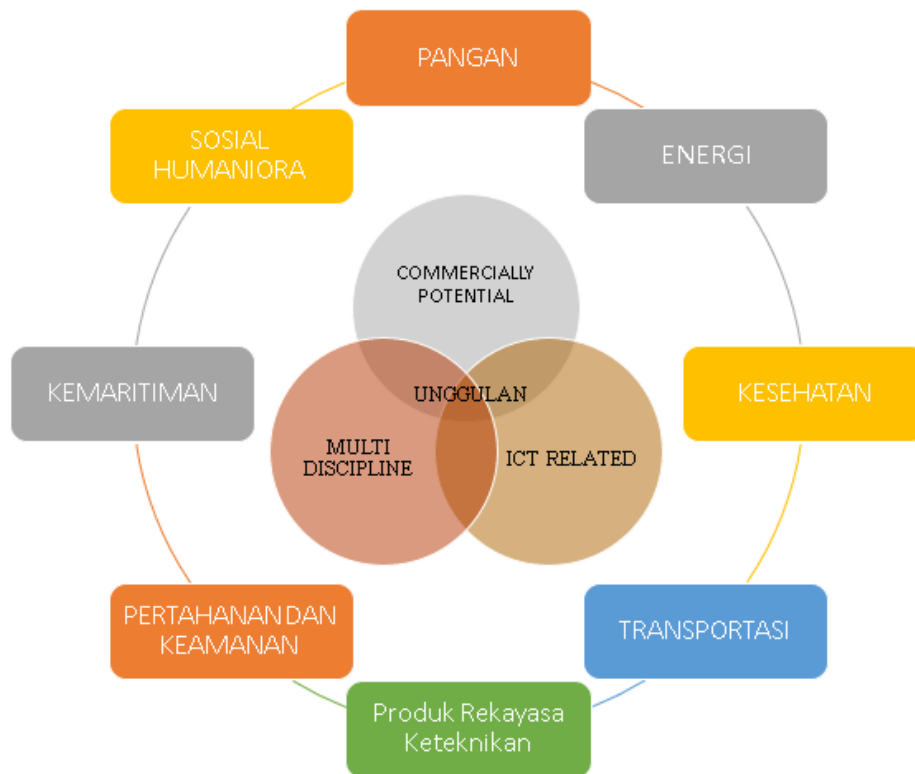 PANGAN
ENERGI
KESEHATAN
TRANSPORTASI
Produk Rekayasa
Keteknikan
PERTAHANAN DAN
KEAMANAN
KEMARITIMAN
SOSIAL
HUMANIORA
COMMERCIALLY
POTENTIAL
UNGGULAN
MULTI
DISCIPLINE
ICT RELATED